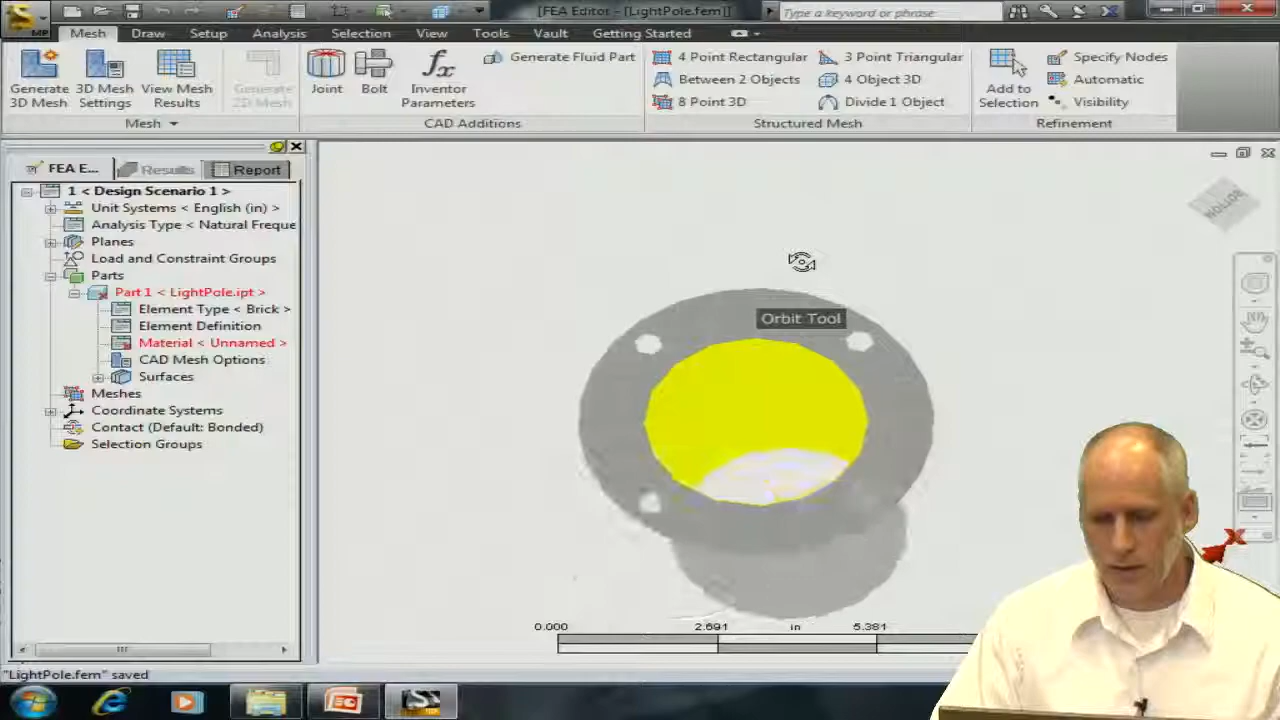 [FEA Editor - [LightPole.fem]]
Type a keyword or phrase
MP
Mesh Draw Setup Analysis Selection View Tools Vault Getting Started
Generate 3D Mesh
3D Mesh Settings
View Mesh Results
Generate 2D Mesh
Mesh
Joint
Bolt
Inventor Parameters
Generate Fluid Part
CAD Additions
4 Point Rectangular
Between 2 Objects
8 Point 3D
3 Point Triangular
4 Object 3D
Divide 1 Object
Structured Mesh
Add to Selection
Specify Nodes
Automatic
Visibility
Refinement
FEA E... Results Report
1 < Design Scenario 1 >
Unit Systems < English (in) >
Analysis Type < Natural Freque
Planes
Load and Constraint Groups
Parts
Part 1 < LightPole.ipt >
Element Type < Brick >
Element Definition
Material < Unnamed >
CAD Mesh Options
Surfaces
Meshes
Coordinate Systems
Contact (Default: Bonded)
Selection Groups
BOTTOM
Orbit Tool
0.000 2.691 in 5.381
"LightPole.fem" saved